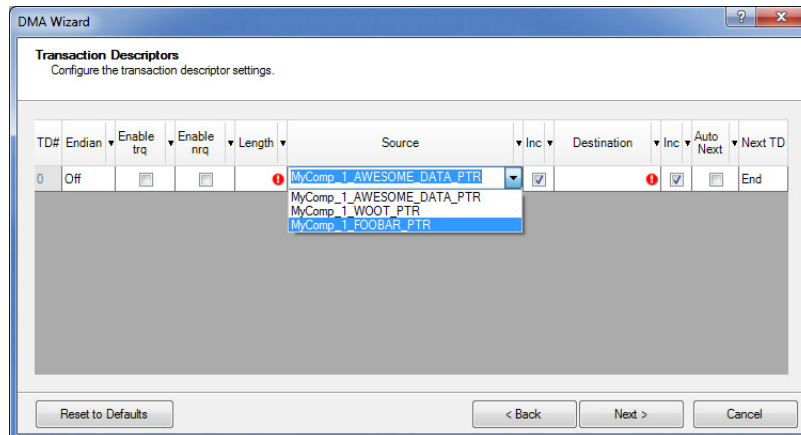 DMA Wizard
Transaction Descriptors
Configure the transaction descriptor settings.
TD# Endian Enable trq Enable nrq Length Source Inc Destination Inc Auto Next Next TD
0 Off MyComp_1_AWESOME_DATA_PTR End
MyComp_1_AWESOME_DATA_PTR
MyComp_1_WOOT_PTR
MyComp_1_FOOBAR_PTR
Reset to Defaults < Back Next > Cancel